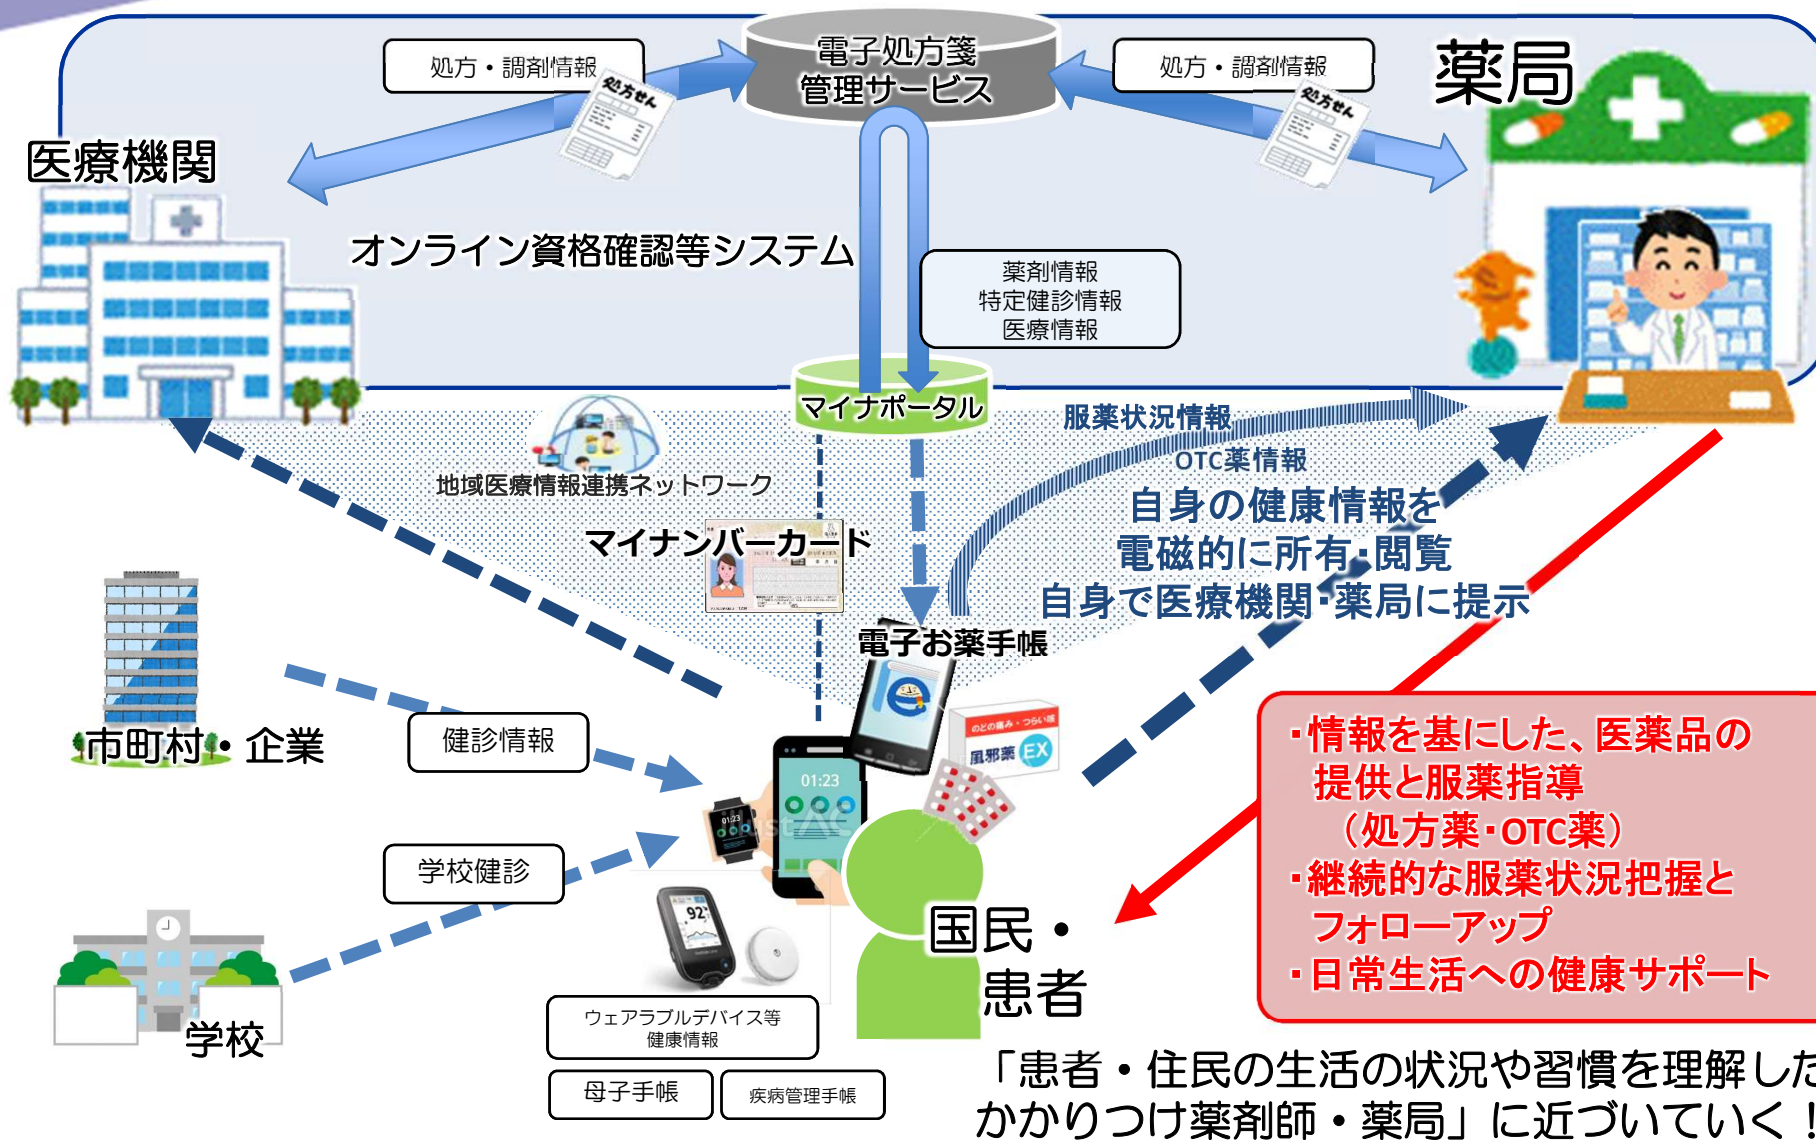 電子処方箋
管理サービス
処方・調剤情報
処方・調剤情報
処方せん
処方せん
薬局
医療機関
オンライン資格確認等システム
薬剤情報
特定健診情報
医療情報
マイナポータル
服薬状況情報
OTC薬情報
地域医療情報連携ネットワーク
マイナンバーカード
自身の健康情報を
電磁的に所有・閲覧
自身で医療機関・薬局に提示
電子お薬手帳
のどの痛み・つらい咳
風邪薬 EX
市町村・企業
健診情報
01:23
01:23
学校健診
92
学校
国民・
患者
・情報を基にした、医薬品の
提供と服薬指導
（処方薬・OTC薬）
・継続的な服薬状況把握と
フォローアップ
・日常生活への健康サポート
ウェアラブルデバイス等
健康情報
母子手帳
疾病管理手帳
「患者・住民の生活の状況や習慣を理解した
かかりつけ薬剤師・薬局」に近づいていく！